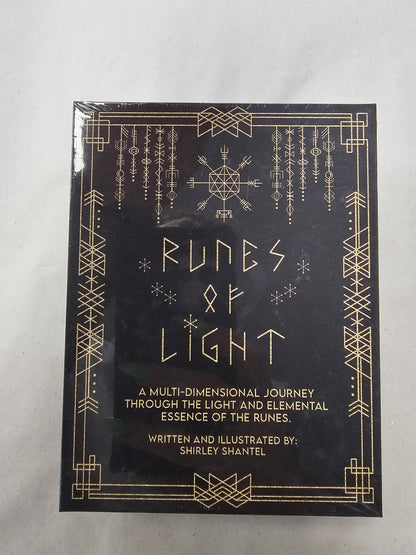 RUNES
OF
LIGHT
A MULTI-DIMENSIONAL JOURNEY
THROUGH THE LIGHT AND ELEMENTAL
ESSENCE OF THE RUNES.
WRITTEN AND ILLUSTRATED BY:
SHIRLEY SHANTEL